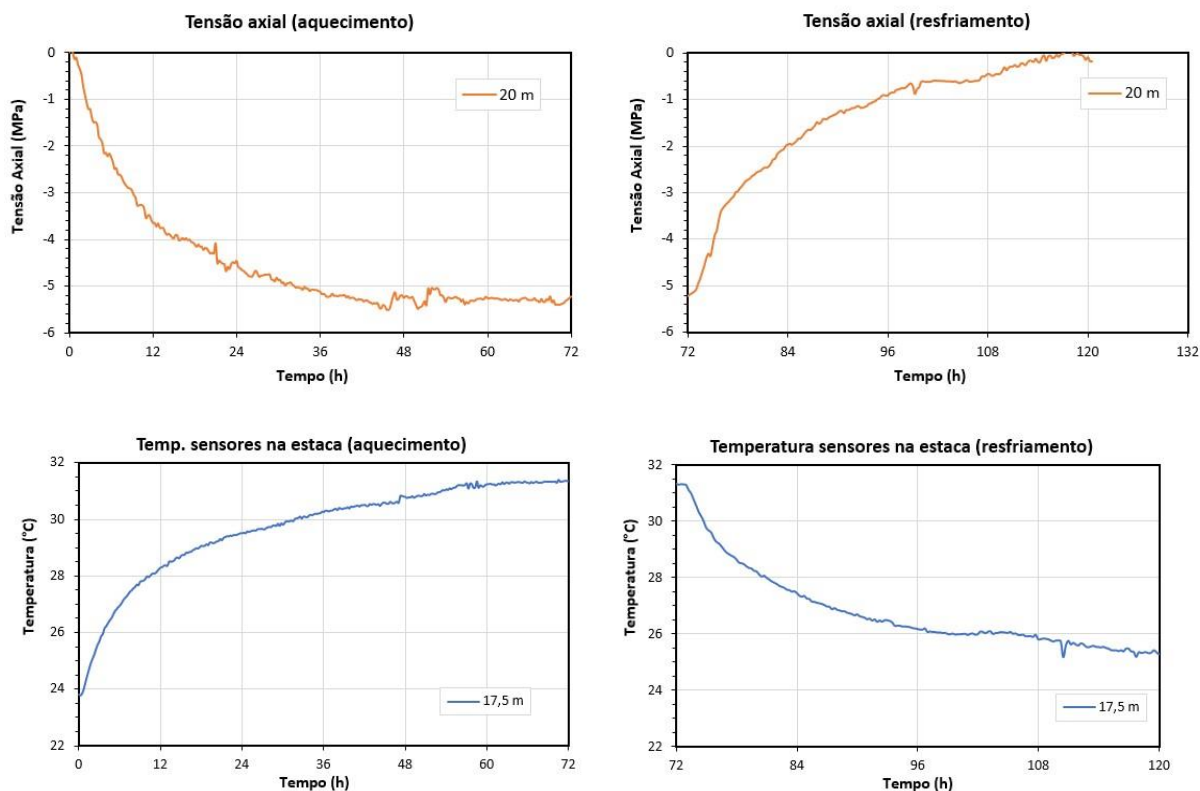 Tensão axial (aquecimento)
Tensão axial (resfriamento)
0
-1
-2
-3
-4
-5
-6
Tensão Axial (MPa)
20 m
0 12 24 36 48 60 72
Tempo (h)
0
-1
-2
-3
-4
-5
-6
Tensão Axial (MPa)
20 m
72 84 96 108 120 132
Tempo (h)
Temp. sensores na estaca (aquecimento)
Temperatura sensores na estaca (resfriamento)
32
30
28
26
24
22
Temperatura (°C)
17,5 m
0 12 24 36 48 60 72
Tempo (h)
32
30
28
26
24
22
Temperatura (°C)
17,5 m
72 84 96 108 120
Tempo (h)